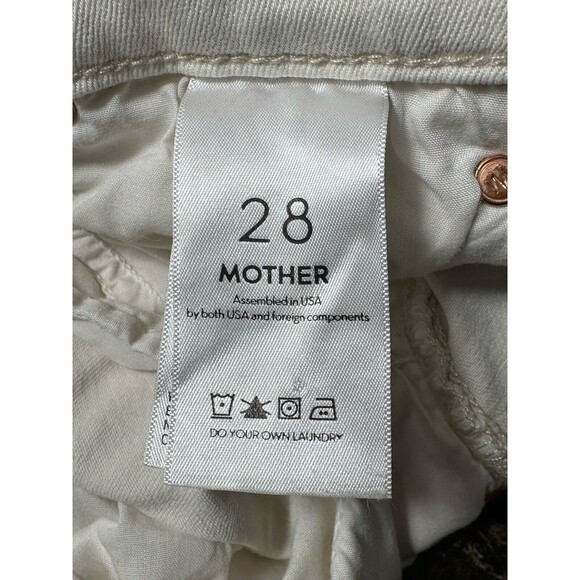 28
MOTHER
Assembled in USA
by both USA and foreign components
DO YOUR OWN LAUNDRY